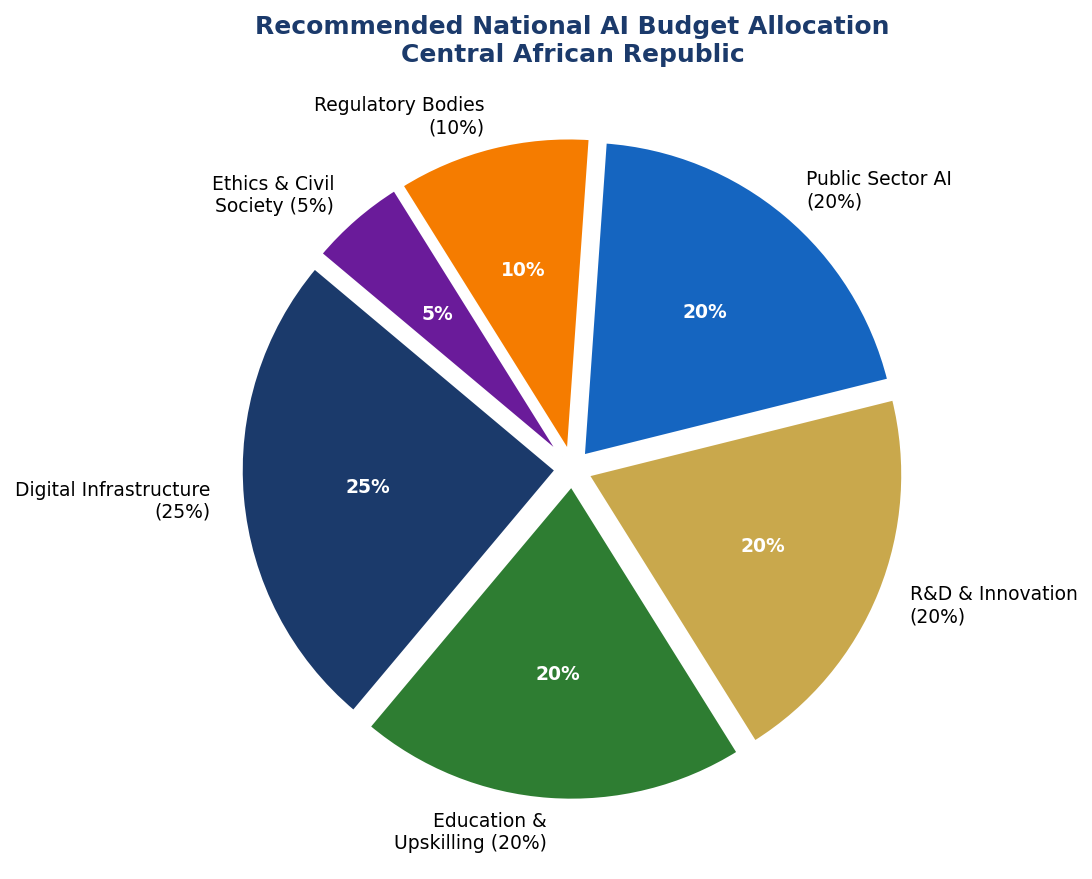 Recommended National AI Budget Allocation
Central African Republic
Regulatory Bodies
(10%)
Ethics & Civil
Society (5%)
Public Sector AI
(20%)
10%
20%
5%
Digital Infrastructure
(25%)
25%
20%
R&D & Innovation
(20%)
20%
Education &
Upskilling (20%)